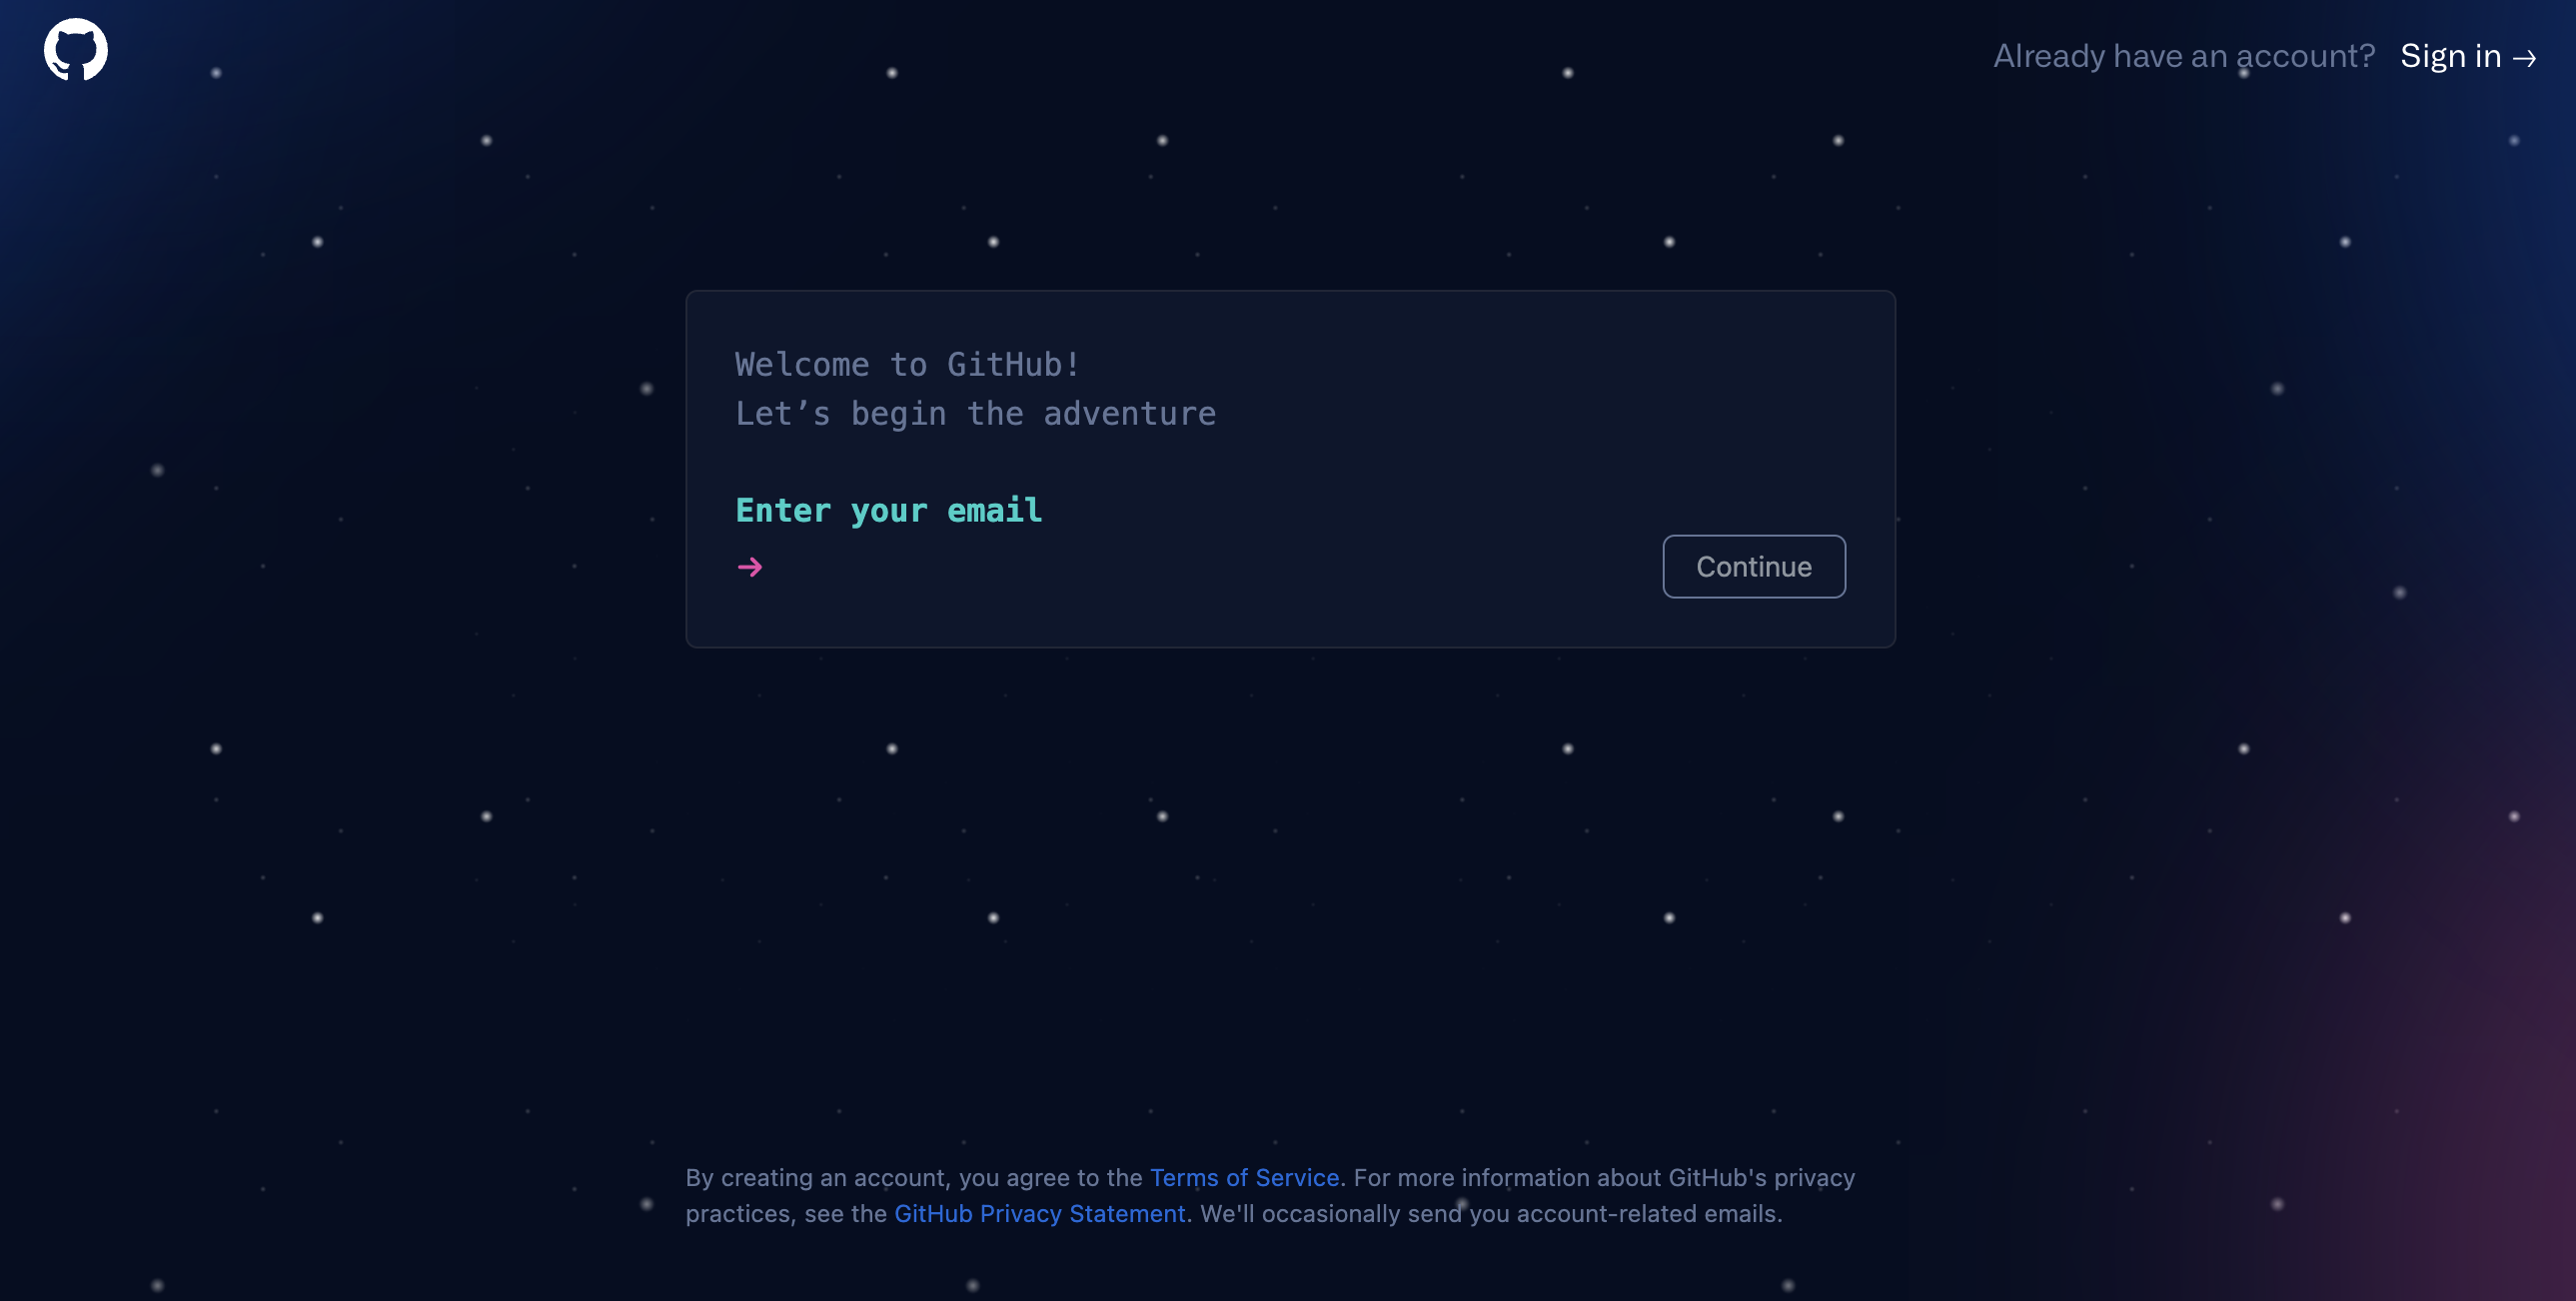 Already have an account? Sign in →
Welcome to GitHub!
Let’s begin the adventure
Enter your email
→
Continue
By creating an account, you agree to the Terms of Service. For more information about GitHub's privacy
practices, see the GitHub Privacy Statement. We'll occasionally send you account-related emails.